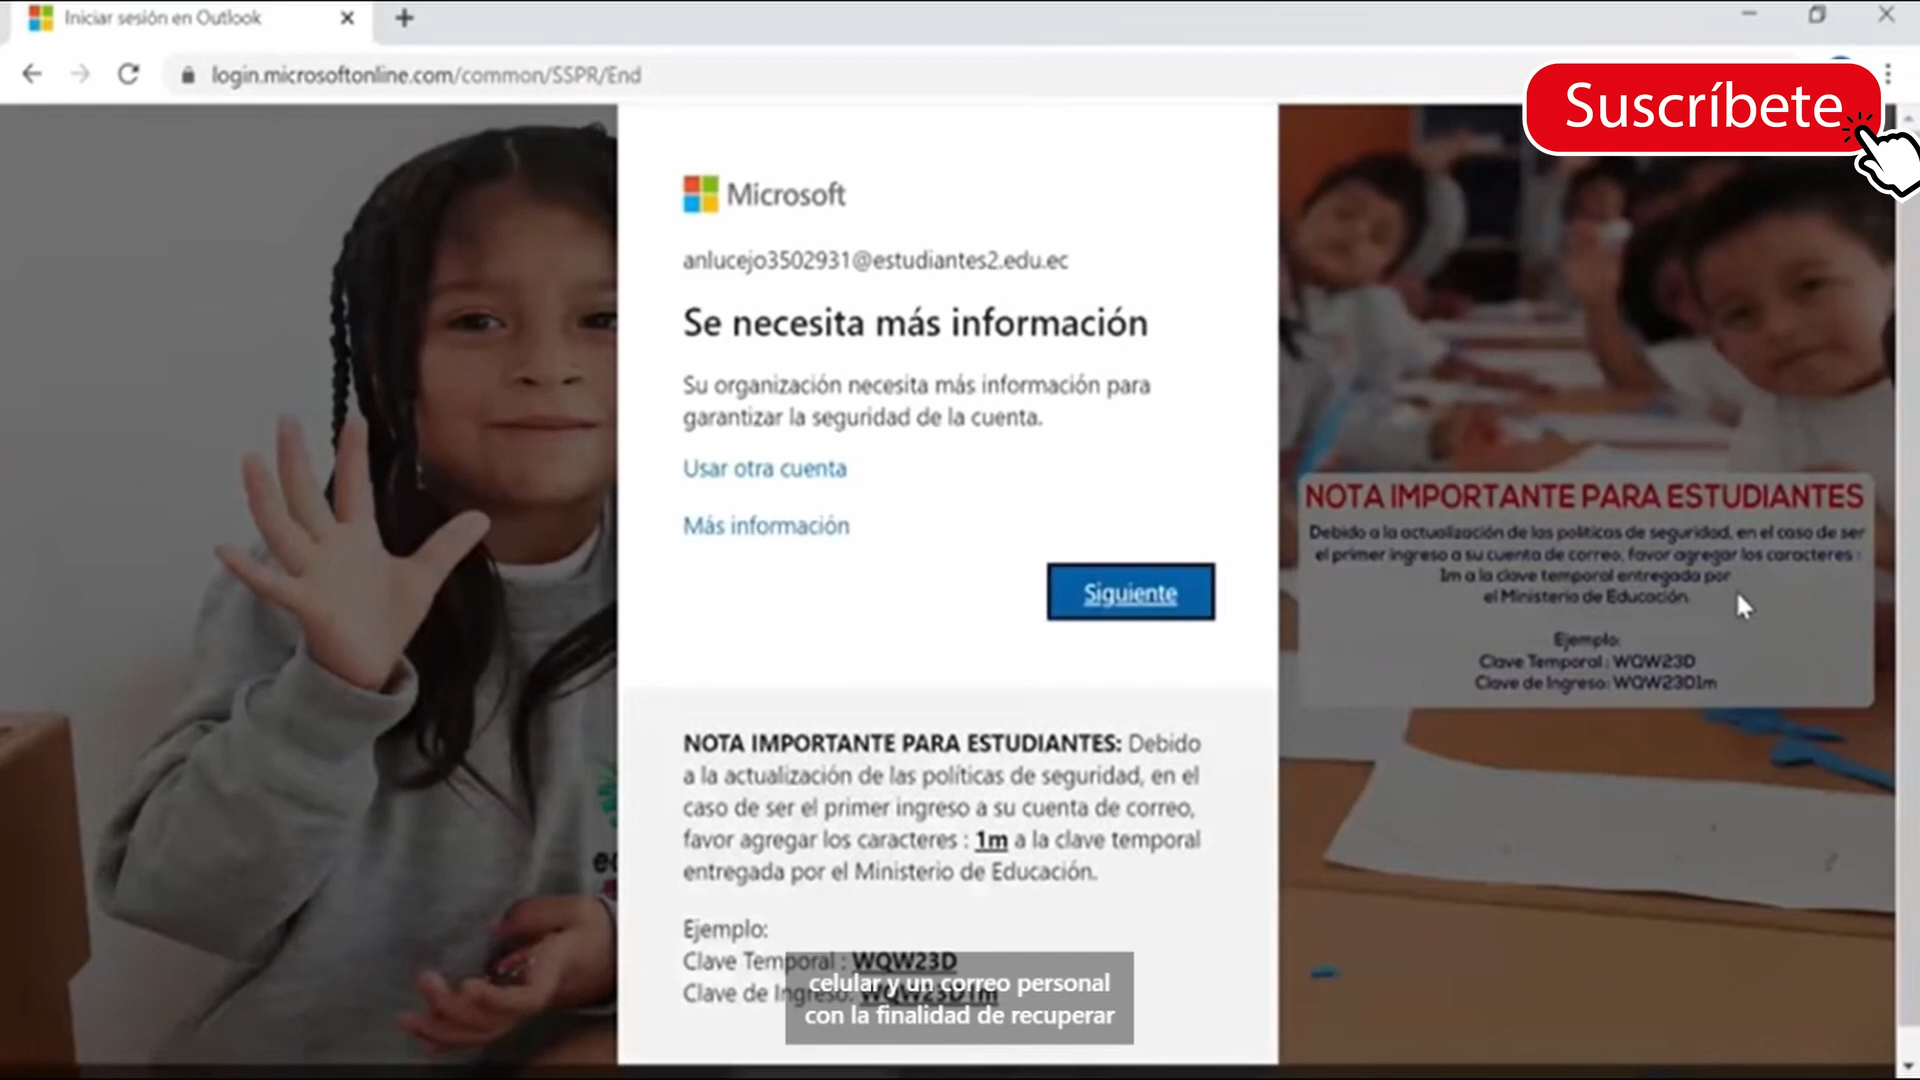 Iniciar sesión en Outlook
login.microsoftonline.com/common/SSPR/End
Suscríbete
Microsoft
anlucejo3502931@estudiantes2.edu.ec
Se necesita más información
Su organización necesita más información para
garantizar la seguridad de la cuenta.
Usar otra cuenta
Más información
Siguiente
NOTA IMPORTANTE PARA ESTUDIANTES: Debido
a la actualización de las políticas de seguridad, en el
caso de ser el primer ingreso a su cuenta de correo,
favor agregar los caracteres : 1m a la clave temporal
entregada por el Ministerio de Educación.
Ejemplo:
Clave Temporal : WQW23D
Clave de Ingreso: WQW23D1m
celular y un correo personal
con la finalidad de recuperar
NOTA IMPORTANTE PARA ESTUDIANTES
Debido a la actualización de las políticas de seguridad, en el caso de ser
el primer ingreso a su cuenta de correo, favor agregar los caracteres :
1m a la clave temporal entregada por
el Ministerio de Educación.
Ejemplo:
Clave Temporal : WQW23D
Clave de Ingreso: WQW23D1m